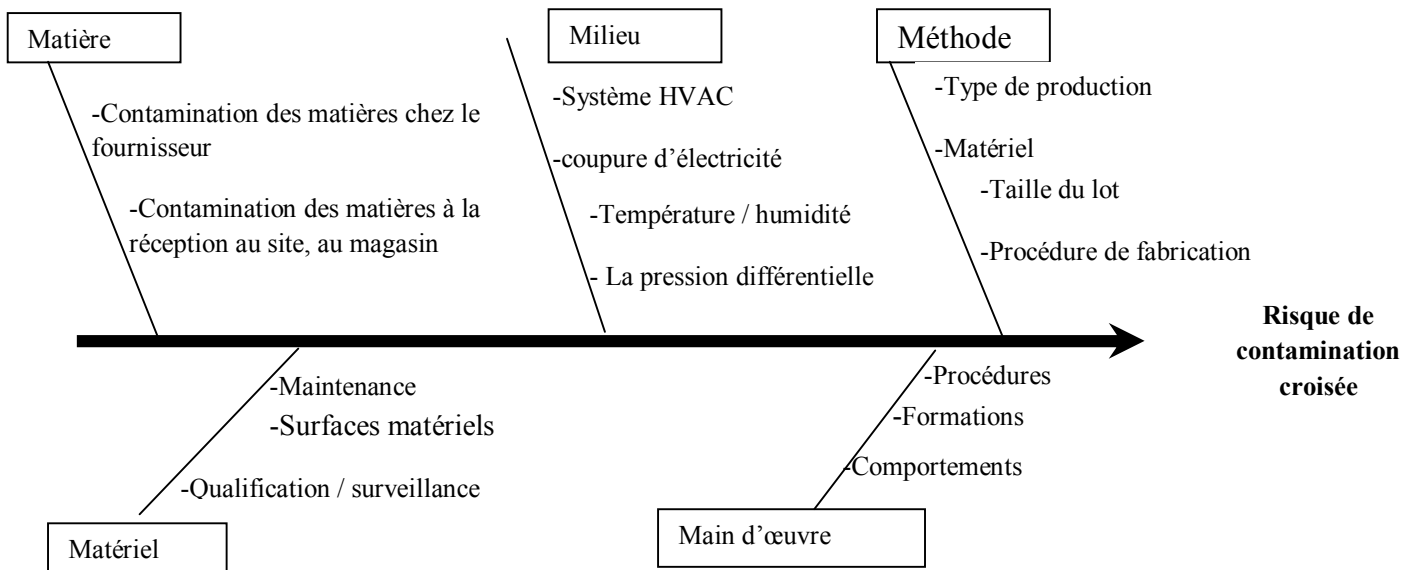 Matière
-Contamination des matières chez le
fournisseur
-Contamination des matières à la
réception au site, au magasin
Milieu
-Système HVAC
-coupure d’électricité
-Température / humidité
- La pression différentielle
Méthode
-Type de production
-Matériel
-Taille du lot
-Procédure de fabrication
Risque de
contamination
croisée
-Maintenance
-Surfaces matériels
-Qualification / surveillance
Matériel
-Procédures
-Formations
-Comportements
Main d’œuvre